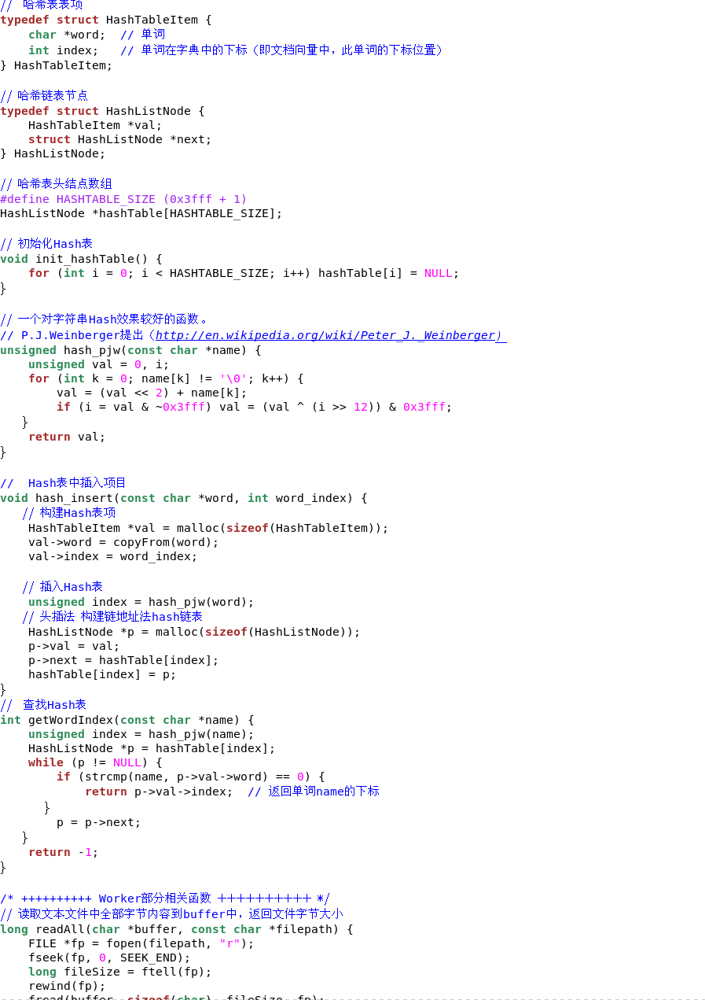 //  哈希表表项
typedef struct HashTableItem {
    char *word;  // 单词
    int index;   // 单词在字典中的下标（即文档向量中，此单词的下标位置）
} HashTableItem;

// 哈希链表节点
typedef struct HashListNode {
    HashTableItem *val;
    struct HashListNode *next;
} HashListNode;

// 哈希表头结点数组
#define HASHTABLE_SIZE (0x3fff + 1)
HashListNode *hashTable[HASHTABLE_SIZE];

// 初始化Hash表
void init_hashTable() {
    for (int i = 0; i < HASHTABLE_SIZE; i++) hashTable[i] = NULL;
}

// 一个对字符串Hash效果较好的函数。
// P.J.Weinberger提出（http://en.wikipedia.org/wiki/Peter_J._Weinberger）
unsigned hash_pjw(const char *name) {
    unsigned val = 0, i;
    for (int k = 0; name[k] != '\0'; k++) {
        val = (val << 2) + name[k];
        if (i = val & ~0x3fff) val = (val ^ (i >> 12)) & 0x3fff;
    }
    return val;
}

//  Hash表中插入项目
void hash_insert(const char *word, int word_index) {
    // 构建Hash表项
    HashTableItem *val = malloc(sizeof(HashTableItem));
    val->word = copyFrom(word);
    val->index = word_index;

    // 插入Hash表
    unsigned index = hash_pjw(word);
    // 头插法 构建链地址法hash链表
    HashListNode *p = malloc(sizeof(HashListNode));
    p->val = val;
    p->next = hashTable[index];
    hashTable[index] = p;
}
//  查找Hash表
int getWordIndex(const char *name) {
    unsigned index = hash_pjw(name);
    HashListNode *p = hashTable[index];
    while (p != NULL) {
        if (strcmp(name, p->val->word) == 0) {
            return p->val->index;  // 返回单词name的下标
        }
        p = p->next;
    }
    return -1;
}

/* ++++++++++ Worker部分相关函数 ++++++++++ */
// 读取文本文件中全部字节内容到buffer中，返回文件字节大小
long readAll(char *buffer, const char *filepath) {
    FILE *fp = fopen(filepath, "r");
    fseek(fp, 0, SEEK_END);
    long fileSize = ftell(fp);
    rewind(fp);
    fread(buffer, sizeof(char), fileSize, fp);